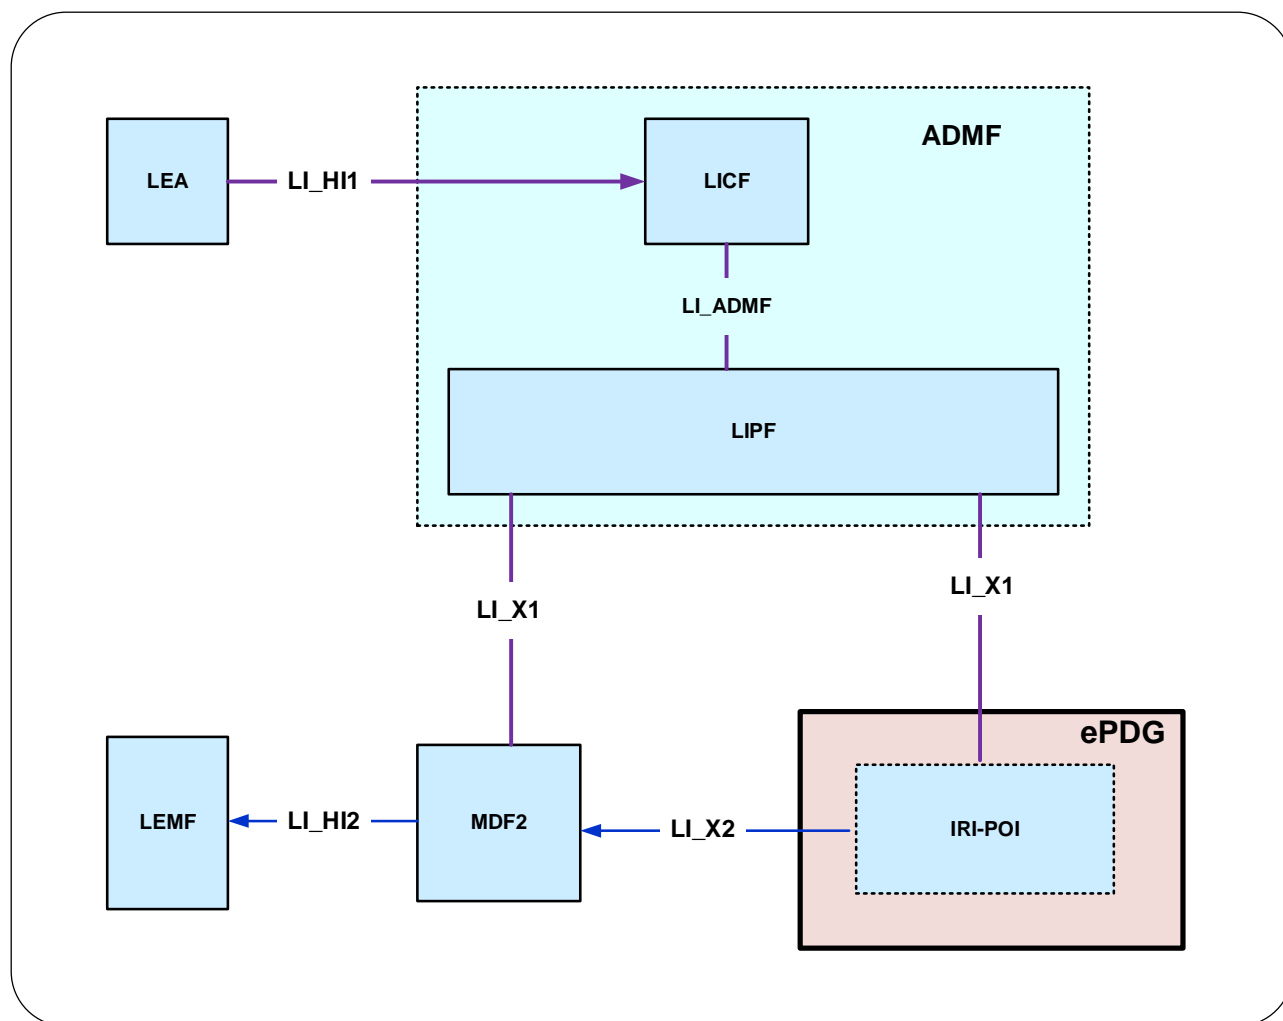 ADMF
LEA
LI_HI1
LICF
LI_ADMF
LIPF
LI_X1
LI_X1
ePDG
LEMF
LI_HI2
MDF2
LI_X2
IRI-POI